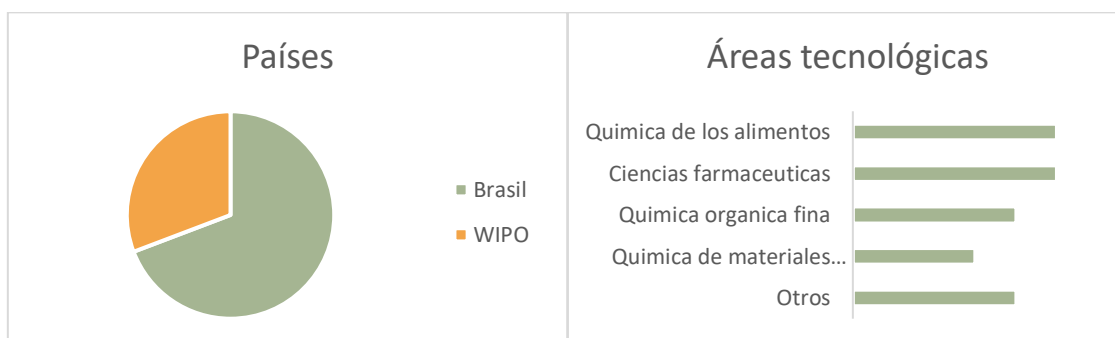 Países
Brasil
WIPO
Áreas tecnológicas
Quimica de los alimentos
Ciencias farmaceuticas
Quimica organica fina
Quimica de materiales...
Otros